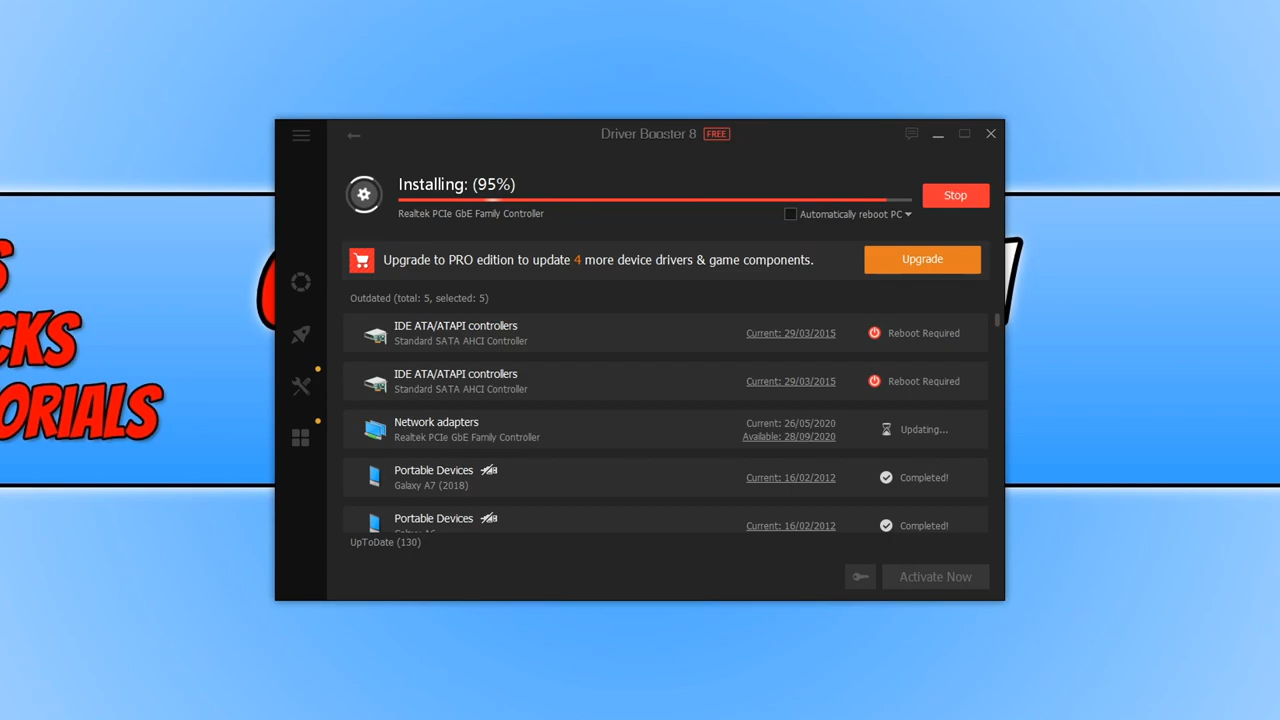 Driver Booster 8 FREE
Installing: (95%)
Stop
Realtek PCIe GbE Family Controller
Automatically reboot PC
Upgrade to PRO edition to update 4 more device drivers & game components.
Upgrade
Outdated (total: 5, selected: 5)
IDE ATA/ATAPI controllers
Standard SATA AHCI Controller
Current: 29/03/2015
Reboot Required
IDE ATA/ATAPI controllers
Standard SATA AHCI Controller
Current: 29/03/2015
Reboot Required
Network adapters
Realtek PCIe GbE Family Controller
Current: 26/05/2020
Available: 28/09/2020
Updating...
Portable Devices
Galaxy A7 (2018)
Current: 16/02/2012
Completed!
Portable Devices
Current: 16/02/2012
Completed!
UpToDate (130)
Activate Now
S
CKS
ORIALS